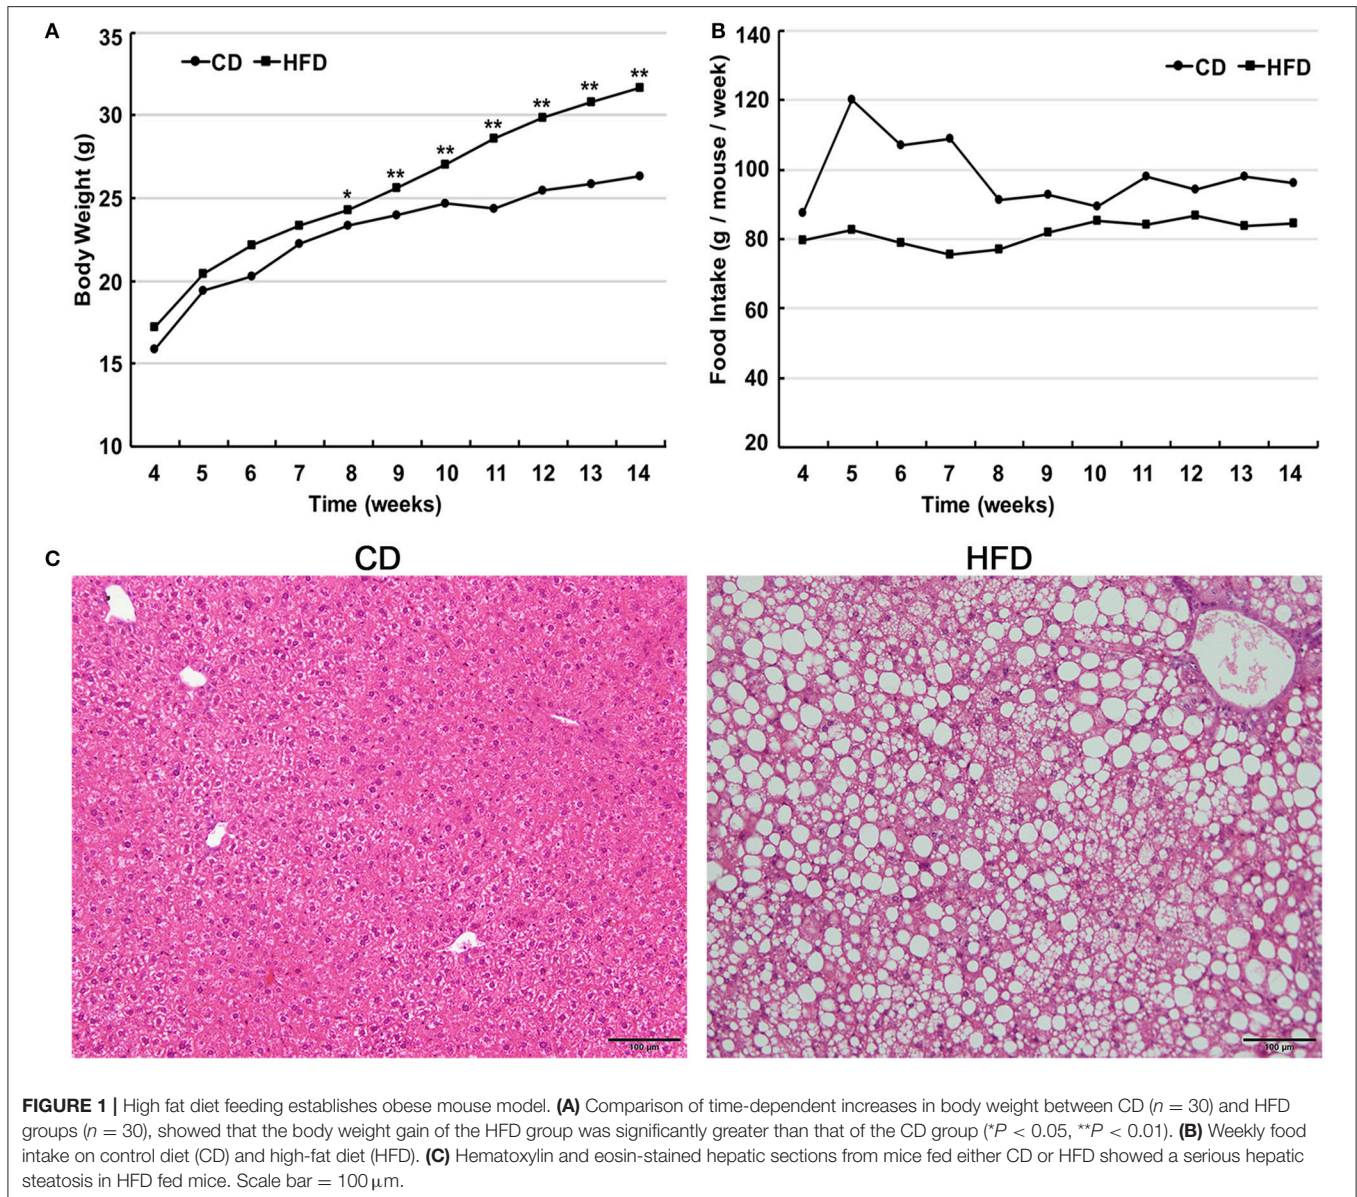 A
35
30
25
20
15
10
Body Weight (g)
CD HFD
* ** ** ** ** ** **
4 5 6 7 8 9 10 11 12 13 14
Time (weeks)
B
140
120
100
80
60
40
20
Food Intake (g / mouse / week)
CD HFD
4 5 6 7 8 9 10 11 12 13 14
Time (weeks)
C
CD
HFD
100 µm
100 µm
FIGURE 1 | High fat diet feeding establishes obese mouse model. (A) Comparison of time-dependent increases in body weight between CD (n = 30) and HFD
groups (n = 30), showed that the body weight gain of the HFD group was significantly greater than that of the CD group (*P < 0.05, **P < 0.01). (B) Weekly food
intake on control diet (CD) and high-fat diet (HFD). (C) Hematoxylin and eosin-stained hepatic sections from mice fed either CD or HFD showed a serious hepatic
steatosis in HFD fed mice. Scale bar = 100 µm.